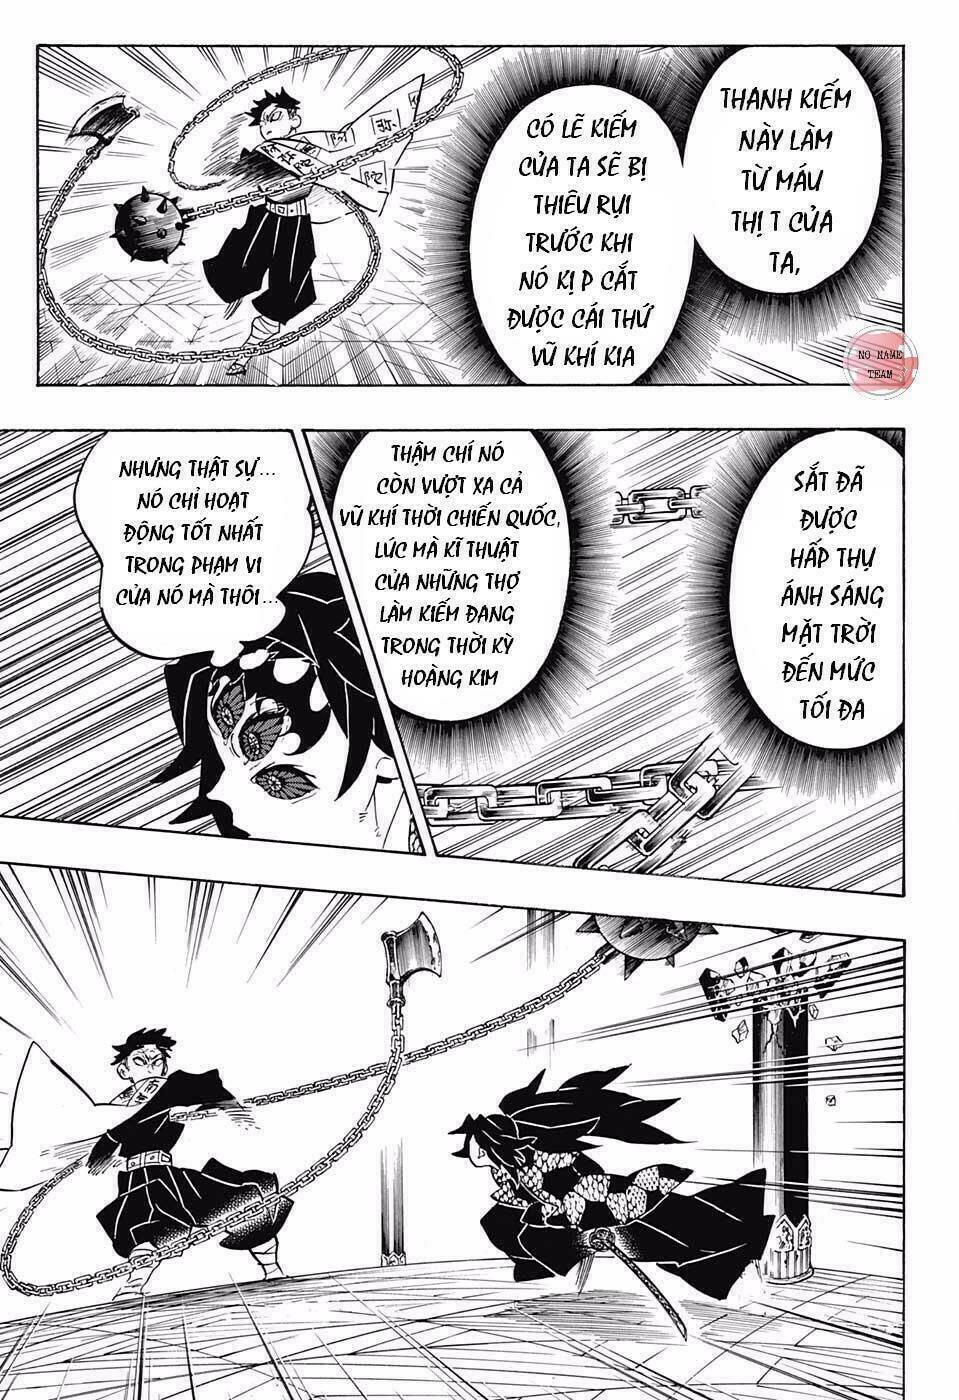 THANH KIẾM
NÀY LÀM
TỪ MÁU
THỊ T CỦA
TA,
CÓ LẼ KIẾM
CỦA TA SẼ BỊ
THIÊU RỤI
TRƯỚC KHI
NÓ KỊ P CẮT
ĐƯỢC CÁI THỨ
VŨ KHÍ KIA
NO NAME
TEAM
SẮT ĐÃ
ĐƯỢC
HẤP THỤ
ÁNH SÁNG
MẶT TRỜI
ĐẾN MỨC
TỐI ĐA
THẬM CHÍ NÓ
CÒN VƯỢT XA CẢ
VŨ KHÍ THỜI CHIẾN QUỐC,
LÚC MÀ KĨ THUẬT
CỦA NHỮNG THỢ
LÀM KIẾM ĐANG
TRONG THỜI KỲ
HOÀNG KIM
NHƯNG THẬT SỰ...
NÓ CHỈ HOẠT
ĐỘNG TỐT NHẤT
TRONG PHẠM VI
CỦA NÓ MÀ THÔI...